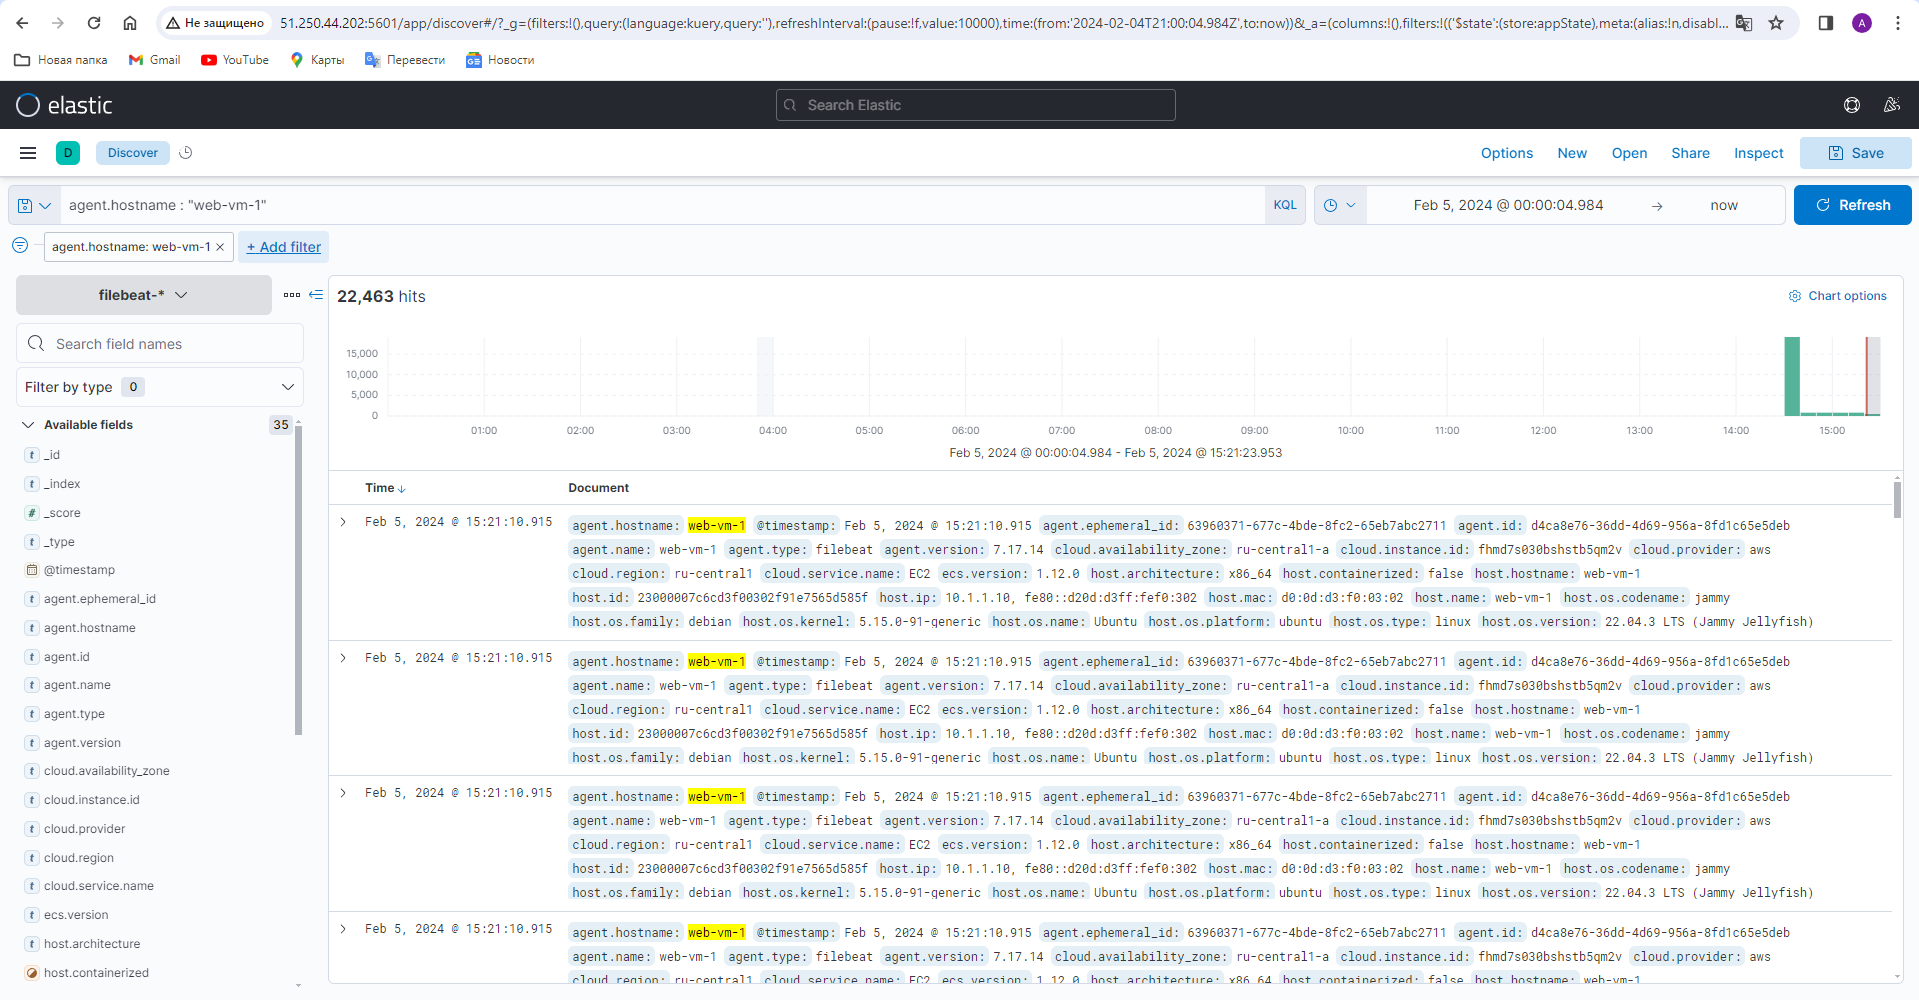 Не защищено
51.250.44.202:5601/app/discover#/?_g=(filters:!(),query:(language:kuery,query:''),refreshInterval:(pause:!f,value:10000),time:(from:'2024-02-04T21:00:04.984Z',to:now))&_a=(columns:!(),filters:!(('$state':(store:appState),meta:(alias:!n,disabl...
A
Новая папка Gmail YouTube Карты Перевести Новости
elastic
Search Elastic
D Discover
Options New Open Share Inspect Save
agent.hostname : "web-vm-1"
KQL
Feb 5, 2024 @ 00:00:04.984 → now
Refresh
agent.hostname: web-vm-1 ×
+ Add filter
filebeat-*
Search field names
Filter by type 0
Available fields 35
t _id
t _index
# _score
t _type
@timestamp
t agent.ephemeral_id
t agent.hostname
t agent.id
t agent.name
t agent.type
t agent.version
t cloud.availability_zone
t cloud.instance.id
t cloud.provider
t cloud.region
t cloud.service.name
t ecs.version
t host.architecture
host.containerized
22,463 hits
Chart options
15,000
10,000
5,000
0
01:00 02:00 03:00 04:00 05:00 06:00 07:00 08:00 09:00 10:00 11:00 12:00 13:00 14:00 15:00
Feb 5, 2024 @ 00:00:04.984 - Feb 5, 2024 @ 15:21:23.953
Time ↓ Document
Feb 5, 2024 @ 15:21:10.915 agent.hostname: web-vm-1 @timestamp: Feb 5, 2024 @ 15:21:10.915 agent.ephemeral_id: 63960371-677c-4bde-8fc2-65eb7abc2711 agent.id: d4ca8e76-36dd-4d69-956a-8fd1c65e5deb
agent.name: web-vm-1 agent.type: filebeat agent.version: 7.17.14 cloud.availability_zone: ru-central1-a cloud.instance.id: fhmd7s030bshstb5qm2v cloud.provider: aws
cloud.region: ru-central1 cloud.service.name: EC2 ecs.version: 1.12.0 host.architecture: x86_64 host.containerized: false host.hostname: web-vm-1
host.id: 23000007c6cd3f00302f91e7565d585f host.ip: 10.1.1.10, fe80::d20d:d3ff:fef0:302 host.mac: d0:0d:d3:f0:03:02 host.name: web-vm-1 host.os.codename: jammy
host.os.family: debian host.os.kernel: 5.15.0-91-generic host.os.name: Ubuntu host.os.platform: ubuntu host.os.type: linux host.os.version: 22.04.3 LTS (Jammy Jellyfish)
Feb 5, 2024 @ 15:21:10.915 agent.hostname: web-vm-1 @timestamp: Feb 5, 2024 @ 15:21:10.915 agent.ephemeral_id: 63960371-677c-4bde-8fc2-65eb7abc2711 agent.id: d4ca8e76-36dd-4d69-956a-8fd1c65e5deb
agent.name: web-vm-1 agent.type: filebeat agent.version: 7.17.14 cloud.availability_zone: ru-central1-a cloud.instance.id: fhmd7s030bshstb5qm2v cloud.provider: aws
cloud.region: ru-central1 cloud.service.name: EC2 ecs.version: 1.12.0 host.architecture: x86_64 host.containerized: false host.hostname: web-vm-1
host.id: 23000007c6cd3f00302f91e7565d585f host.ip: 10.1.1.10, fe80::d20d:d3ff:fef0:302 host.mac: d0:0d:d3:f0:03:02 host.name: web-vm-1 host.os.codename: jammy
host.os.family: debian host.os.kernel: 5.15.0-91-generic host.os.name: Ubuntu host.os.platform: ubuntu host.os.type: linux host.os.version: 22.04.3 LTS (Jammy Jellyfish)
Feb 5, 2024 @ 15:21:10.915 agent.hostname: web-vm-1 @timestamp: Feb 5, 2024 @ 15:21:10.915 agent.ephemeral_id: 63960371-677c-4bde-8fc2-65eb7abc2711 agent.id: d4ca8e76-36dd-4d69-956a-8fd1c65e5deb
agent.name: web-vm-1 agent.type: filebeat agent.version: 7.17.14 cloud.availability_zone: ru-central1-a cloud.instance.id: fhmd7s030bshstb5qm2v cloud.provider: aws
cloud.region: ru-central1 cloud.service.name: EC2 ecs.version: 1.12.0 host.architecture: x86_64 host.containerized: false host.hostname: web-vm-1
host.id: 23000007c6cd3f00302f91e7565d585f host.ip: 10.1.1.10, fe80::d20d:d3ff:fef0:302 host.mac: d0:0d:d3:f0:03:02 host.name: web-vm-1 host.os.codename: jammy
host.os.family: debian host.os.kernel: 5.15.0-91-generic host.os.name: Ubuntu host.os.platform: ubuntu host.os.type: linux host.os.version: 22.04.3 LTS (Jammy Jellyfish)
Feb 5, 2024 @ 15:21:10.915 agent.hostname: web-vm-1 @timestamp: Feb 5, 2024 @ 15:21:10.915 agent.ephemeral_id: 63960371-677c-4bde-8fc2-65eb7abc2711 agent.id: d4ca8e76-36dd-4d69-956a-8fd1c65e5deb
agent.name: web-vm-1 agent.type: filebeat agent.version: 7.17.14 cloud.availability_zone: ru-central1-a cloud.instance.id: fhmd7s030bshstb5qm2v cloud.provider: aws
cloud.region: ru-central1 cloud.service.name: EC2 ecs.version: 1.12.0 host.architecture: x86_64 host.containerized: false host.hostname: web-vm-1